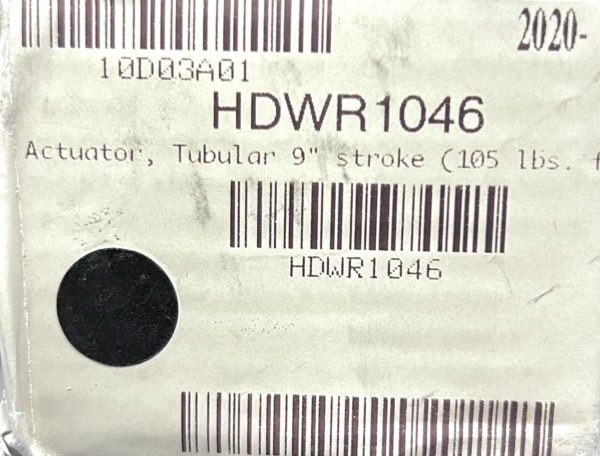 2020-
10D03A01
HDWR1046
Actuator, Tubular 9" stroke (105 lbs. f
HDWR1046